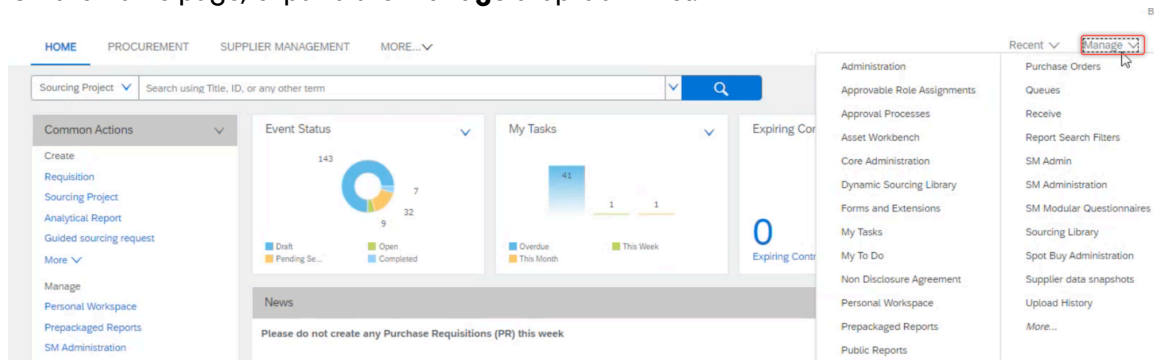 HOME PROCUREMENT SUPPLIER MANAGEMENT MORE...
Recent Manage
Sourcing Project Search using Title, ID, or any other term
Common Actions
Create
Requisition
Sourcing Project
Analytical Report
Guided sourcing request
More
Manage
Personal Workspace
Prepackaged Reports
SM Administration
Event Status
143
7
32
9
Draft Open
Pending Se... Completed
My Tasks
41
1 1
Overdue This Week
This Month
Expiring Con
0
Expiring Contr
News
Please do not create any Purchase Requisitions (PR) this week
Administration
Approvable Role Assignments
Approval Processes
Asset Workbench
Core Administration
Dynamic Sourcing Library
Forms and Extensions
My Tasks
My To Do
Non Disclosure Agreement
Personal Workspace
Prepackaged Reports
Public Reports
Purchase Orders
Queues
Receive
Report Search Filters
SM Admin
SM Administration
SM Modular Questionnaires
Sourcing Library
Spot Buy Administration
Supplier data snapshots
Upload History
More...